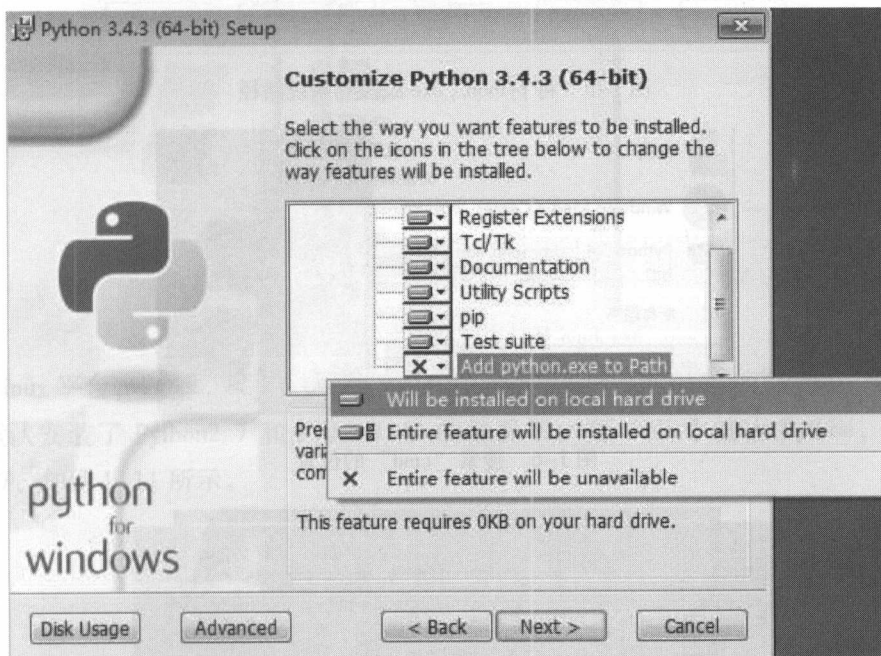 Python 3.4.3 (64-bit) Setup
Customize Python 3.4.3 (64-bit)
Select the way you want features to be installed.
Click on the icons in the tree below to change the
way features will be installed.
Register Extensions
Tcl/Tk
Documentation
Utility Scripts
pip
Test suite
Add python.exe to Path
Will be installed on local hard drive
Entire feature will be installed on local hard drive
Entire feature will be unavailable
This feature requires 0KB on your hard drive.
python
for
windows
Disk Usage
Advanced
< Back
Next >
Cancel